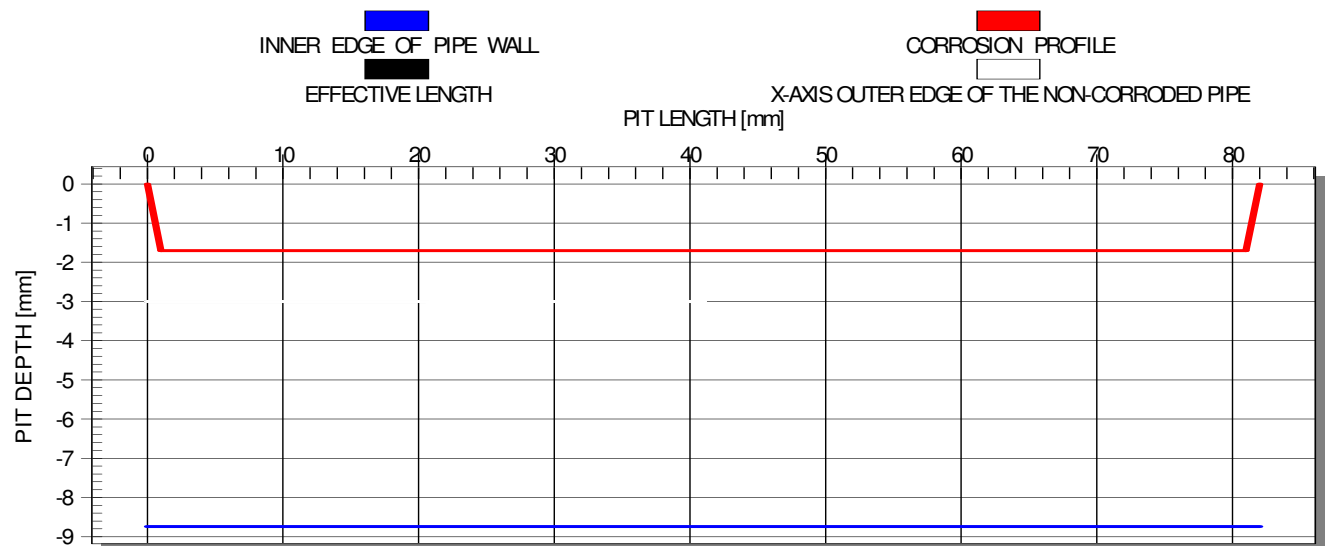 INNER EDGE OF PIPE WALL
CORROSION PROFILE
EFFECTIVE LENGTH
X-AXIS OUTER EDGE OF THE NON-CORRODED PIPE
PIT LENGTH [mm]
0 10 20 30 40 50 60 70 80
PIT DEPTH [mm]
0
-1
-2
-3
-4
-5
-6
-7
-8
-9